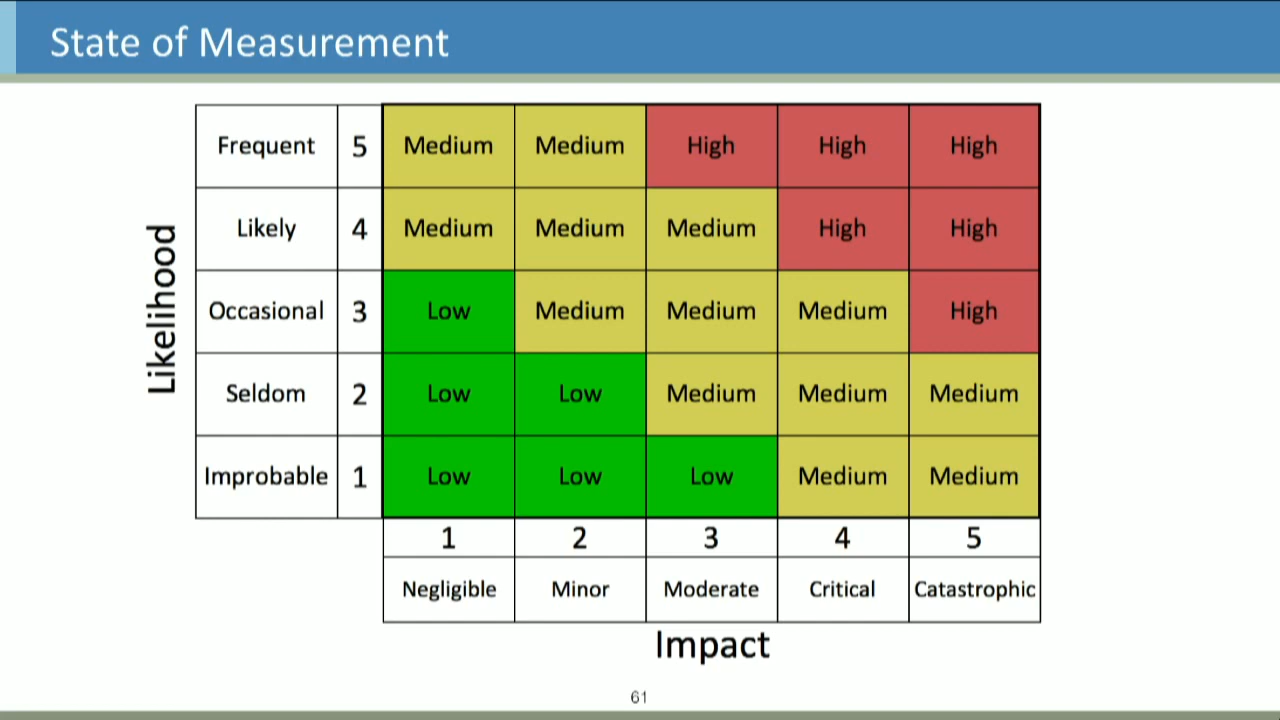 State of Measurement
Likelihood
Frequent 5 Medium Medium High High High
Likely 4 Medium Medium Medium High High
Occasional 3 Low Medium Medium Medium High
Seldom 2 Low Low Medium Medium Medium
Improbable 1 Low Low Low Medium Medium
1 2 3 4 5
Negligible Minor Moderate Critical Catastrophic
Impact
61